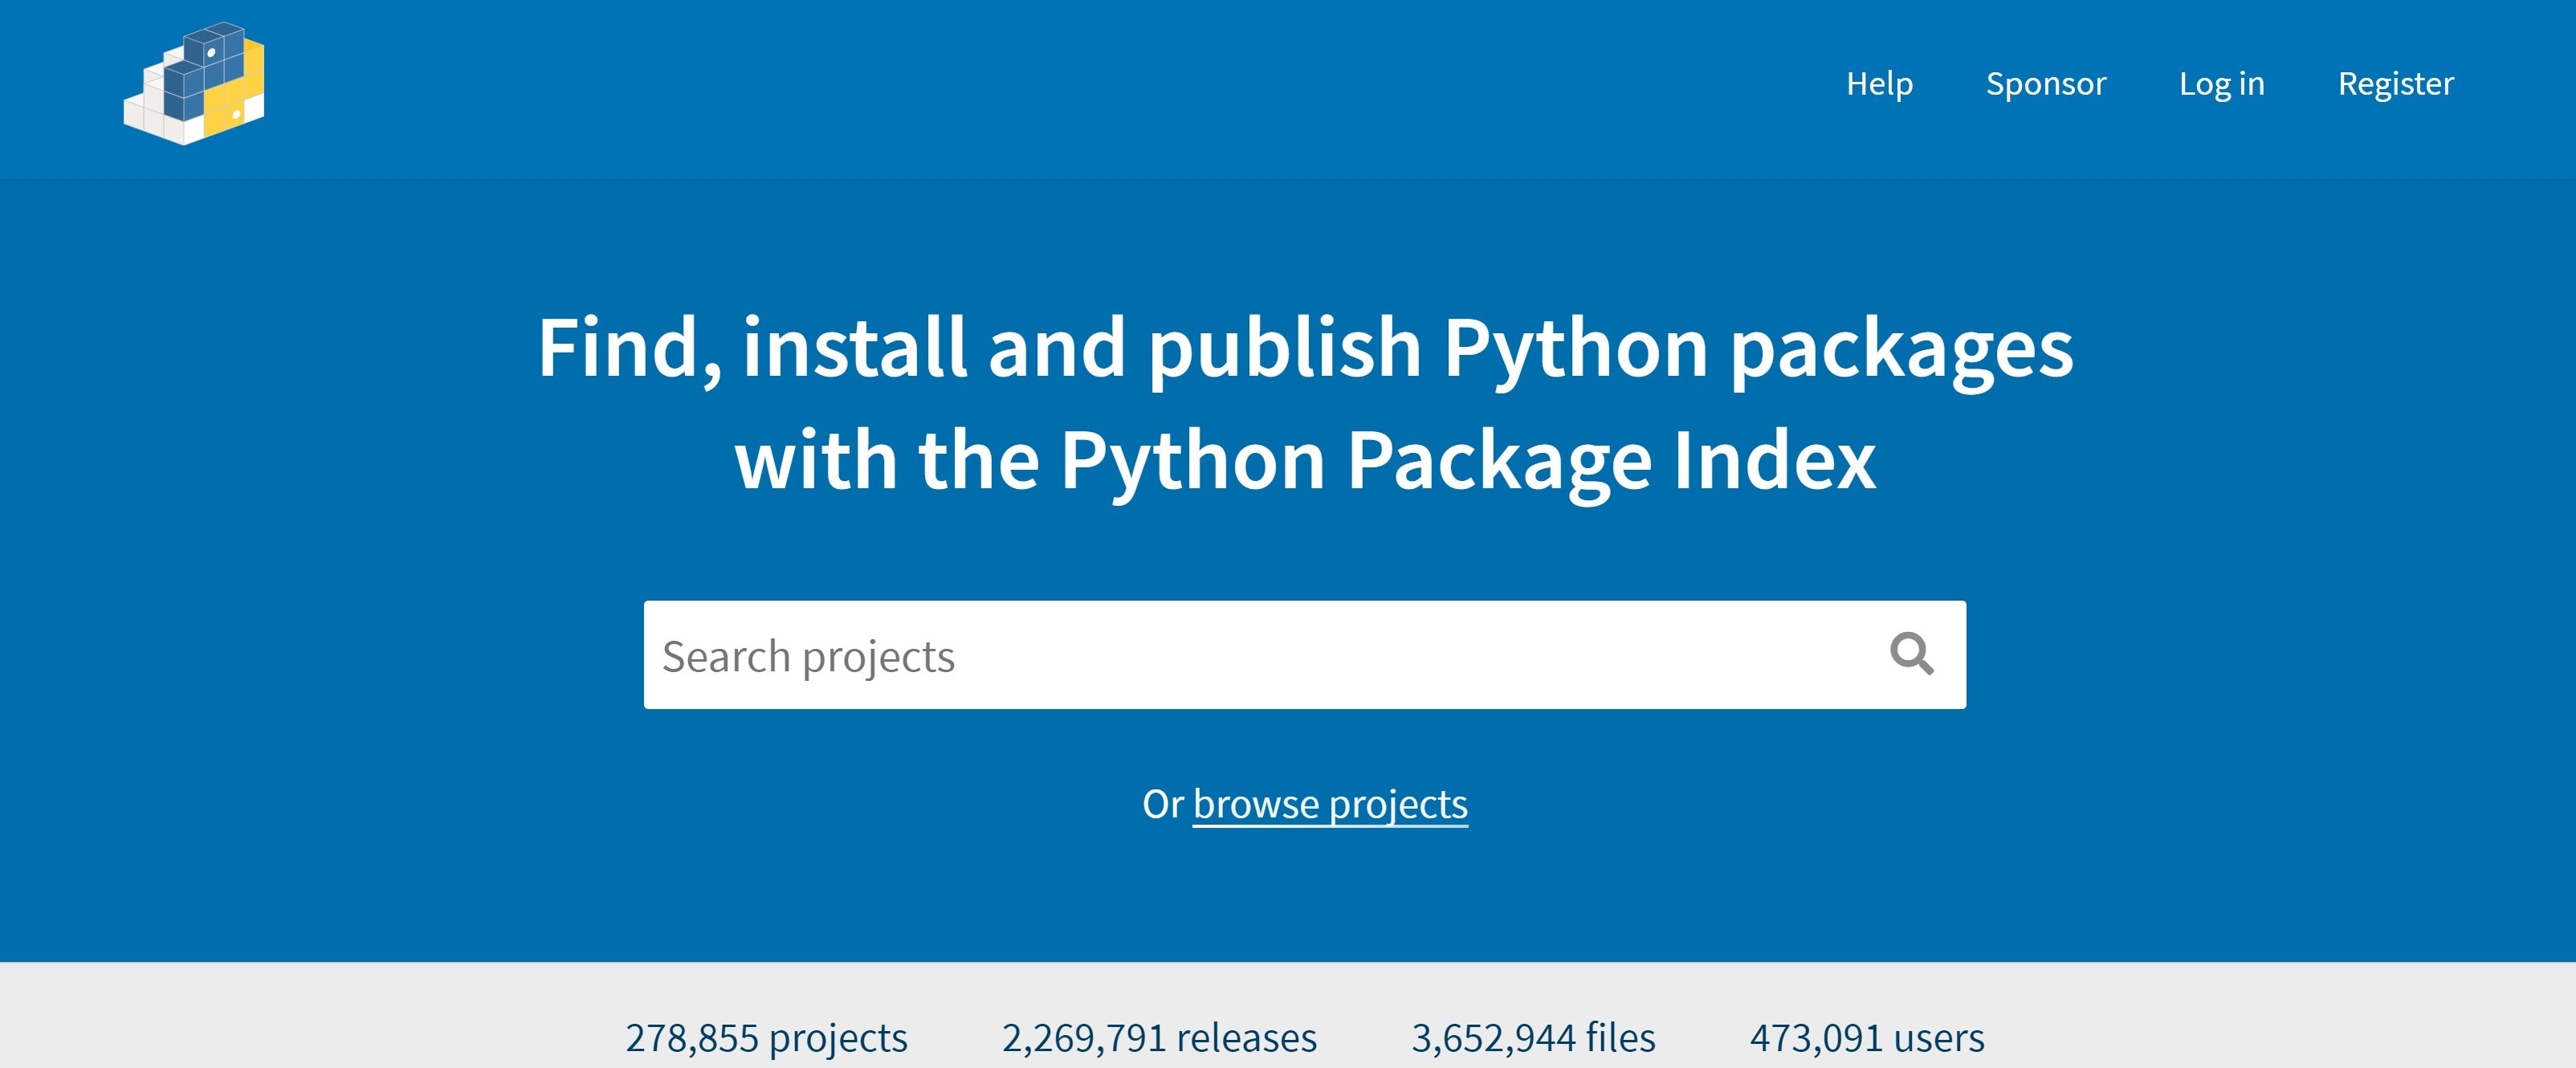 Help Sponsor Log in Register
Find, install and publish Python packages
with the Python Package Index
Search projects
Or browse projects
278,855 projects 2,269,791 releases 3,652,944 files 473,091 users